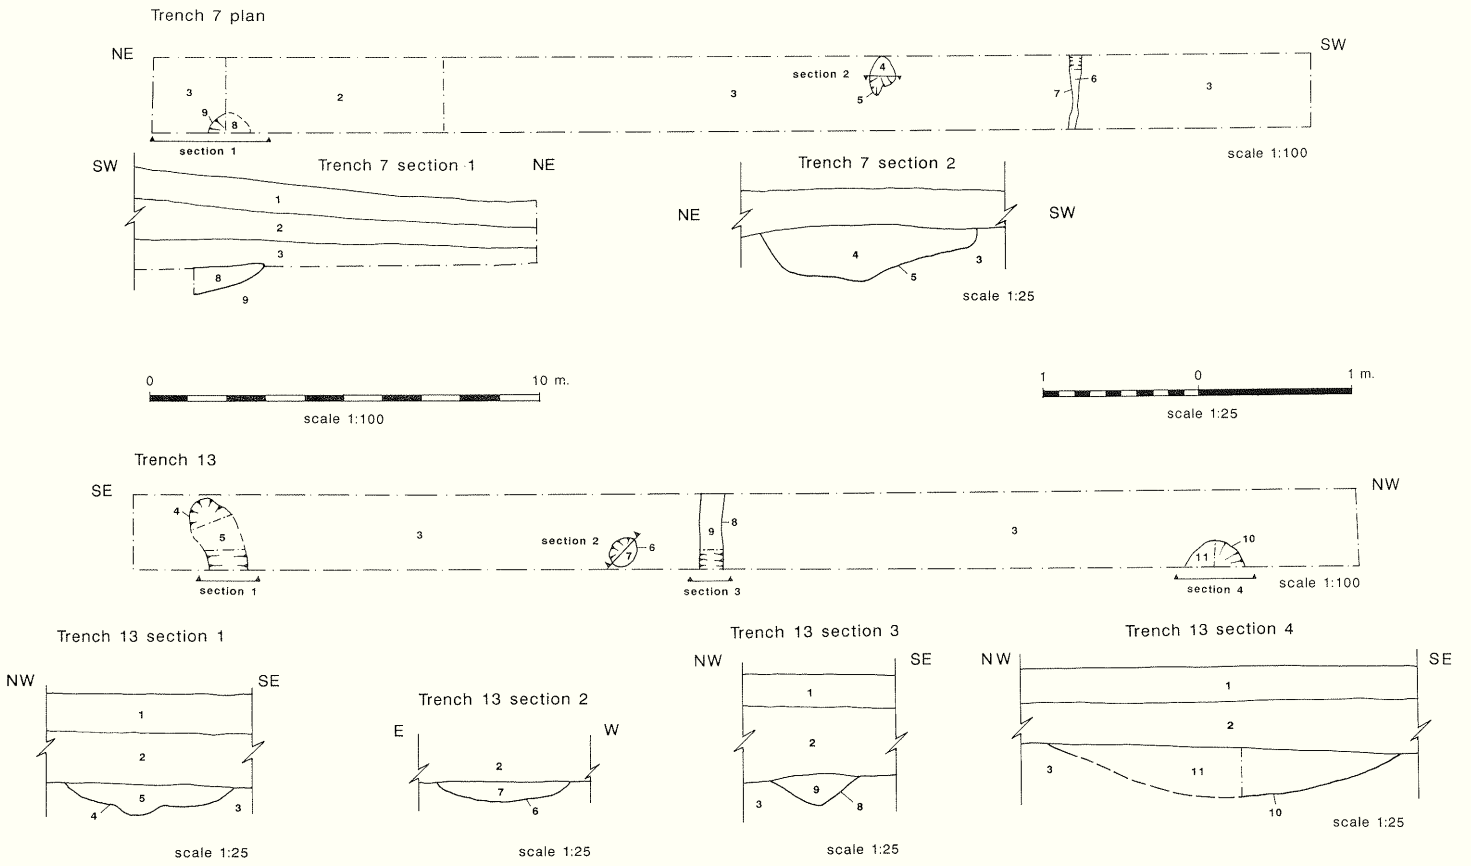 Trench 7 plan
NE
SW
3
2
9
8
section 1
3
section 2
4
5
7
6
3
scale 1:100
SW
Trench 7 section 1
NE
1
2
3
8
9
Trench 7 section 2
NE
SW
4
5
3
scale 1:25
0
10 m.
scale 1:100
1
0
1 m.
scale 1:25
Trench 13
SE
NW
4
5
section 1
3
section 2
7
6
9
8
section 3
3
11
10
section 4
scale 1:100
Trench 13 section 1
NW
SE
1
2
5
4
3
scale 1:25
Trench 13 section 2
E
W
2
7
6
scale 1:25
Trench 13 section 3
NW
SE
1
2
9
3
8
scale 1:25
Trench 13 section 4
NW
SE
1
2
3
11
10
scale 1:25